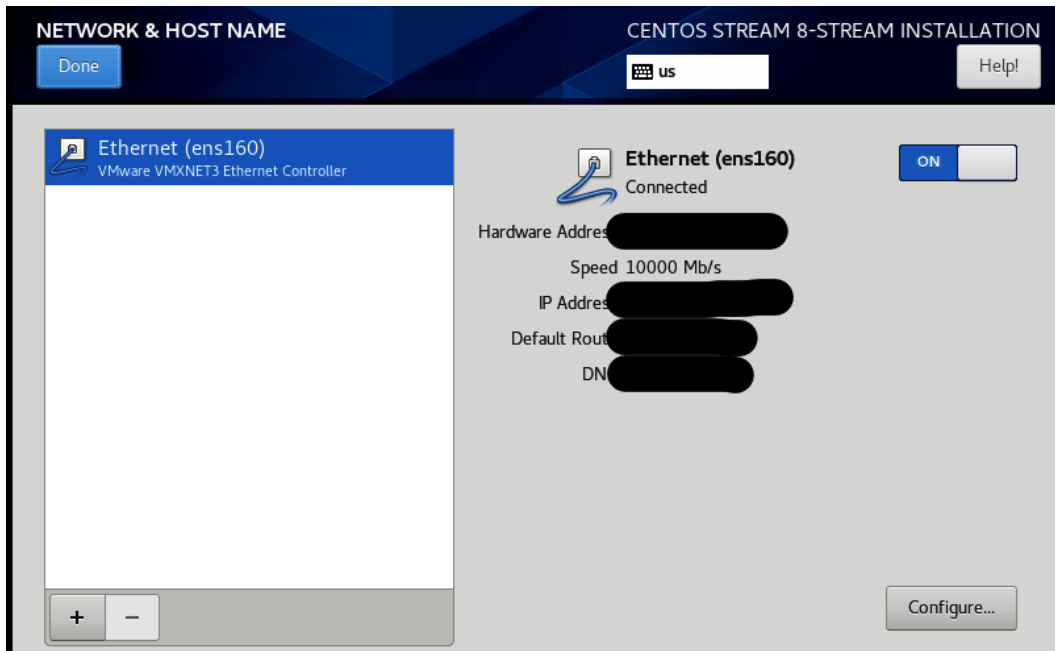 NETWORK & HOST NAME
CENTOS STREAM 8-STREAM INSTALLATION
Done
us
Help!
Ethernet (ens160)
VMware VMXNET3 Ethernet Controller
Ethernet (ens160)
Connected
ON
Hardware Addres
Speed 10000 Mb/s
IP Addres
Default Rout
DN
+ −
Configure...